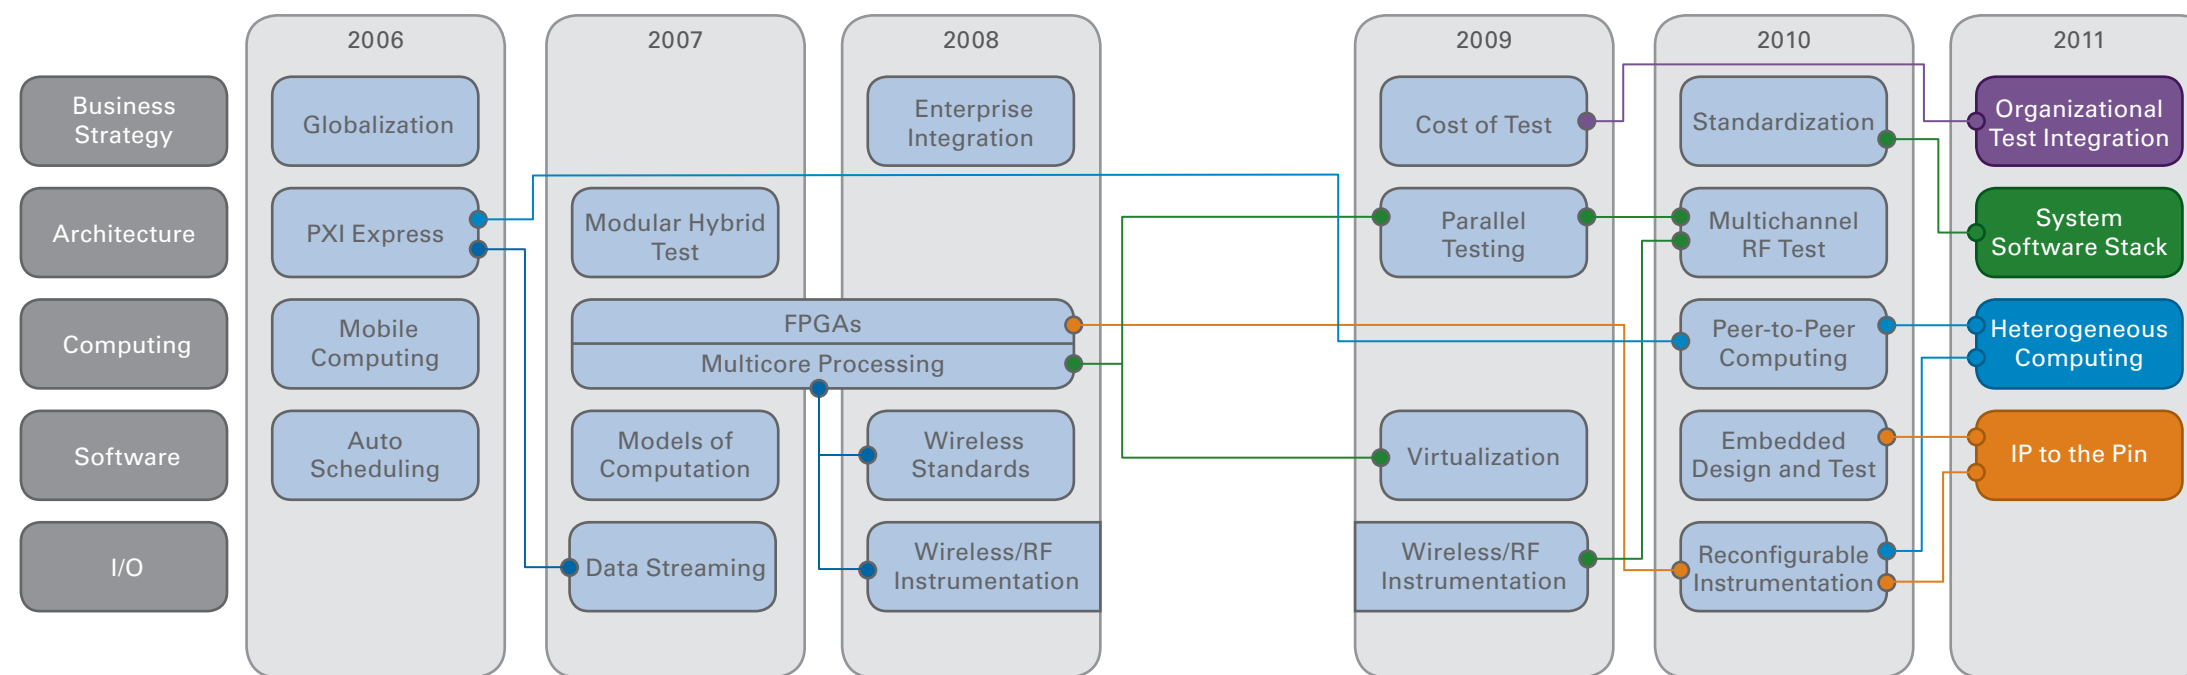 2006
2007
2008
2009
2010
2011
Business
Strategy
Globalization
Enterprise
Integration
Cost of Test
Standardization
Organizational
Test Integration
Architecture
PXI Express
Modular Hybrid
Test
Parallel
Testing
Multichannel
RF Test
System
Software Stack
Computing
Mobile
Computing
FPGAs
Multicore Processing
Peer-to-Peer
Computing
Heterogeneous
Computing
Software
Auto
Scheduling
Models of
Computation
Wireless
Standards
Virtualization
Embedded
Design and Test
IP to the Pin
I/O
Data Streaming
Wireless/RF
Instrumentation
Wireless/RF
Instrumentation
Reconfigurable
Instrumentation